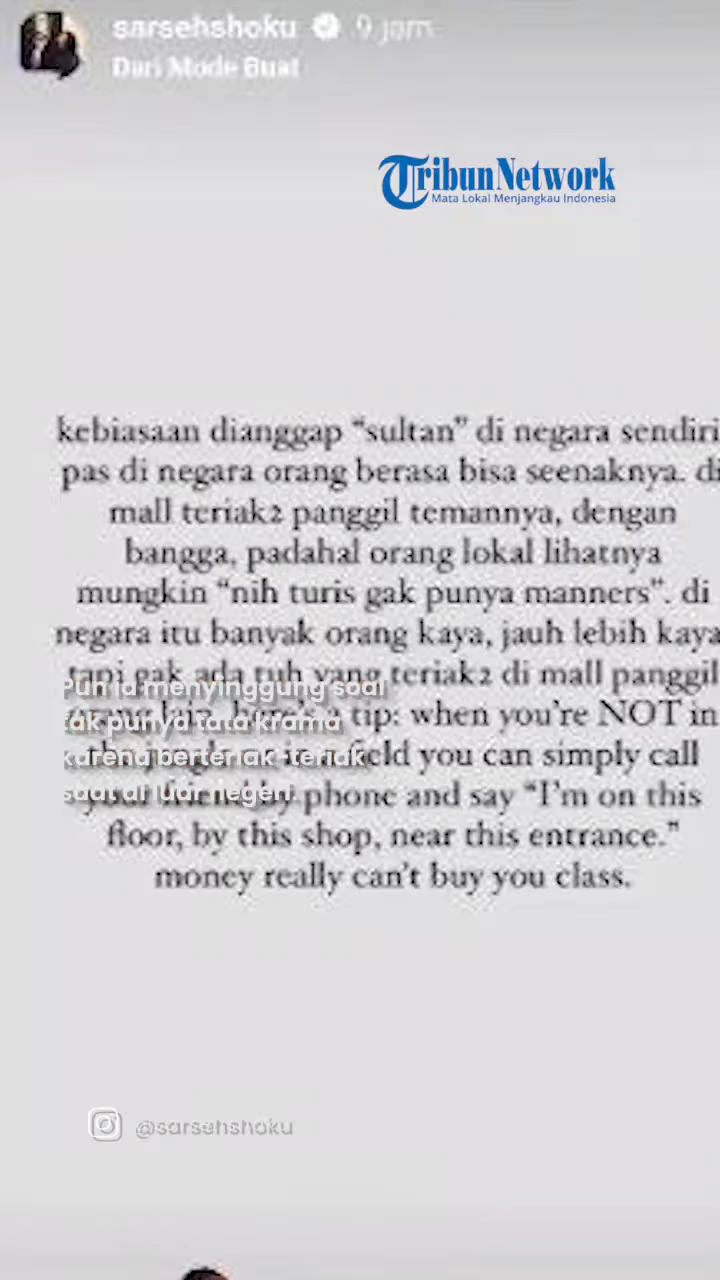 sarsehshoku 9 jam
Dari Mode Buat
TribunNetwork
Mata Lokal Menjangkau Indonesia
kebiasaan dianggap “sultan” di negara sendiri
pas di negara orang berasa bisa seenaknya. di
mall teriak2 panggil temannya, dengan
bangga, padahal orang lokal lihatnya
mungkin “nih turis gak punya manners”. di
negara itu banyak orang kaya, jauh lebih kaya
tapi gak ada tuh yang teriak2 di mall panggil
orang lain. here's a tip: when you're NOT in
field you can simply call
by phone and say “I'm on this
floor, by this shop, near this entrance.”
money really can't buy you class.
Pun ia menyinggung soal
tak punya tata krama
karena berteriak-teriak
saat di luar negeri.
@sarsehshoku